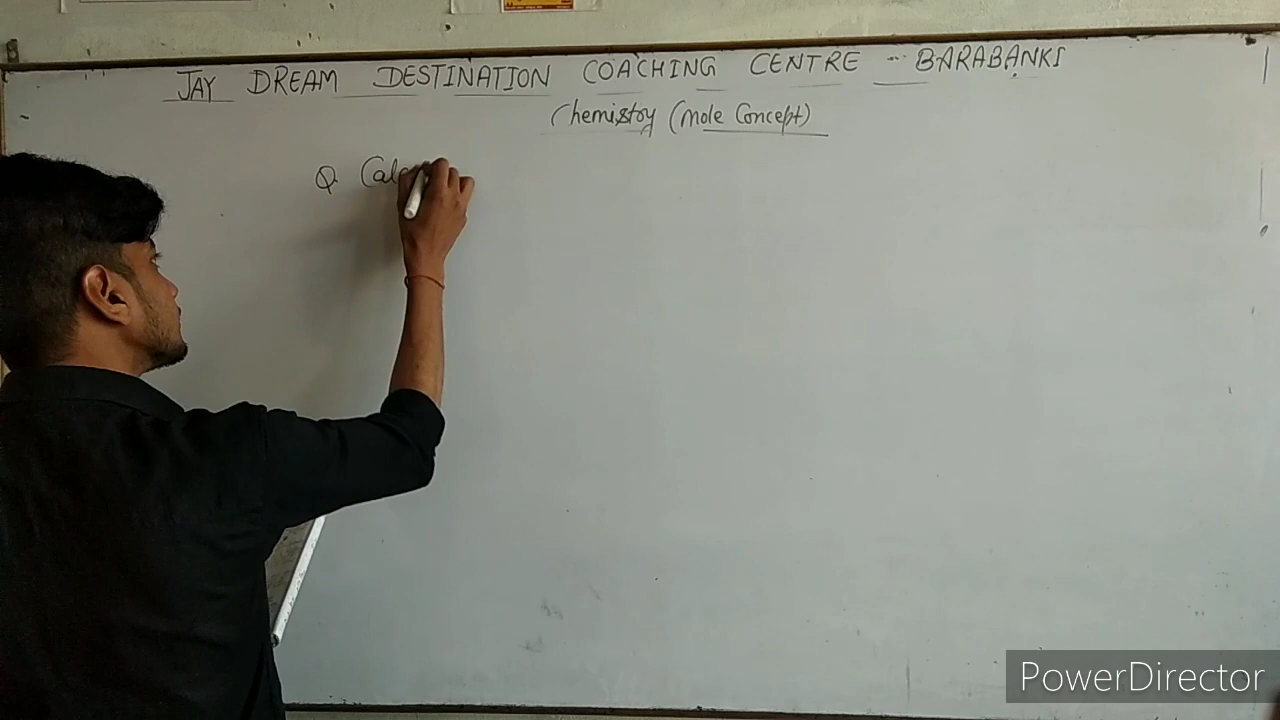 JAY DREAM DESTINATION COACHING CENTRE - BARABANKI
Chemistry (Mole Concept)
Q. Calc
PowerDirector